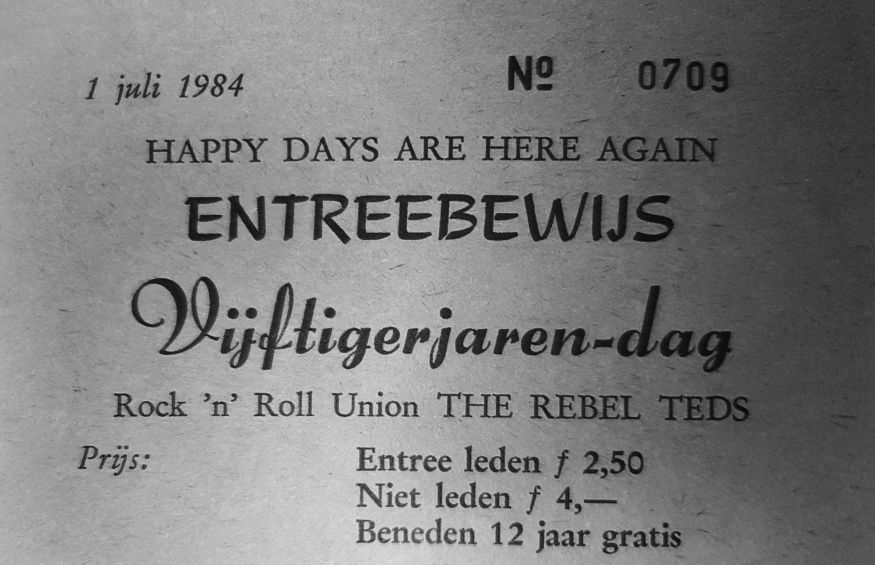 1 juli 1984 Nº 0709
HAPPY DAYS ARE HERE AGAIN
ENTREEBEWIJS
Vijftigerjaren-dag
Rock 'n' Roll Union THE REBEL TEDS
Prijs: Entree leden ƒ 2,50
Niet leden ƒ 4,—
Beneden 12 jaar gratis